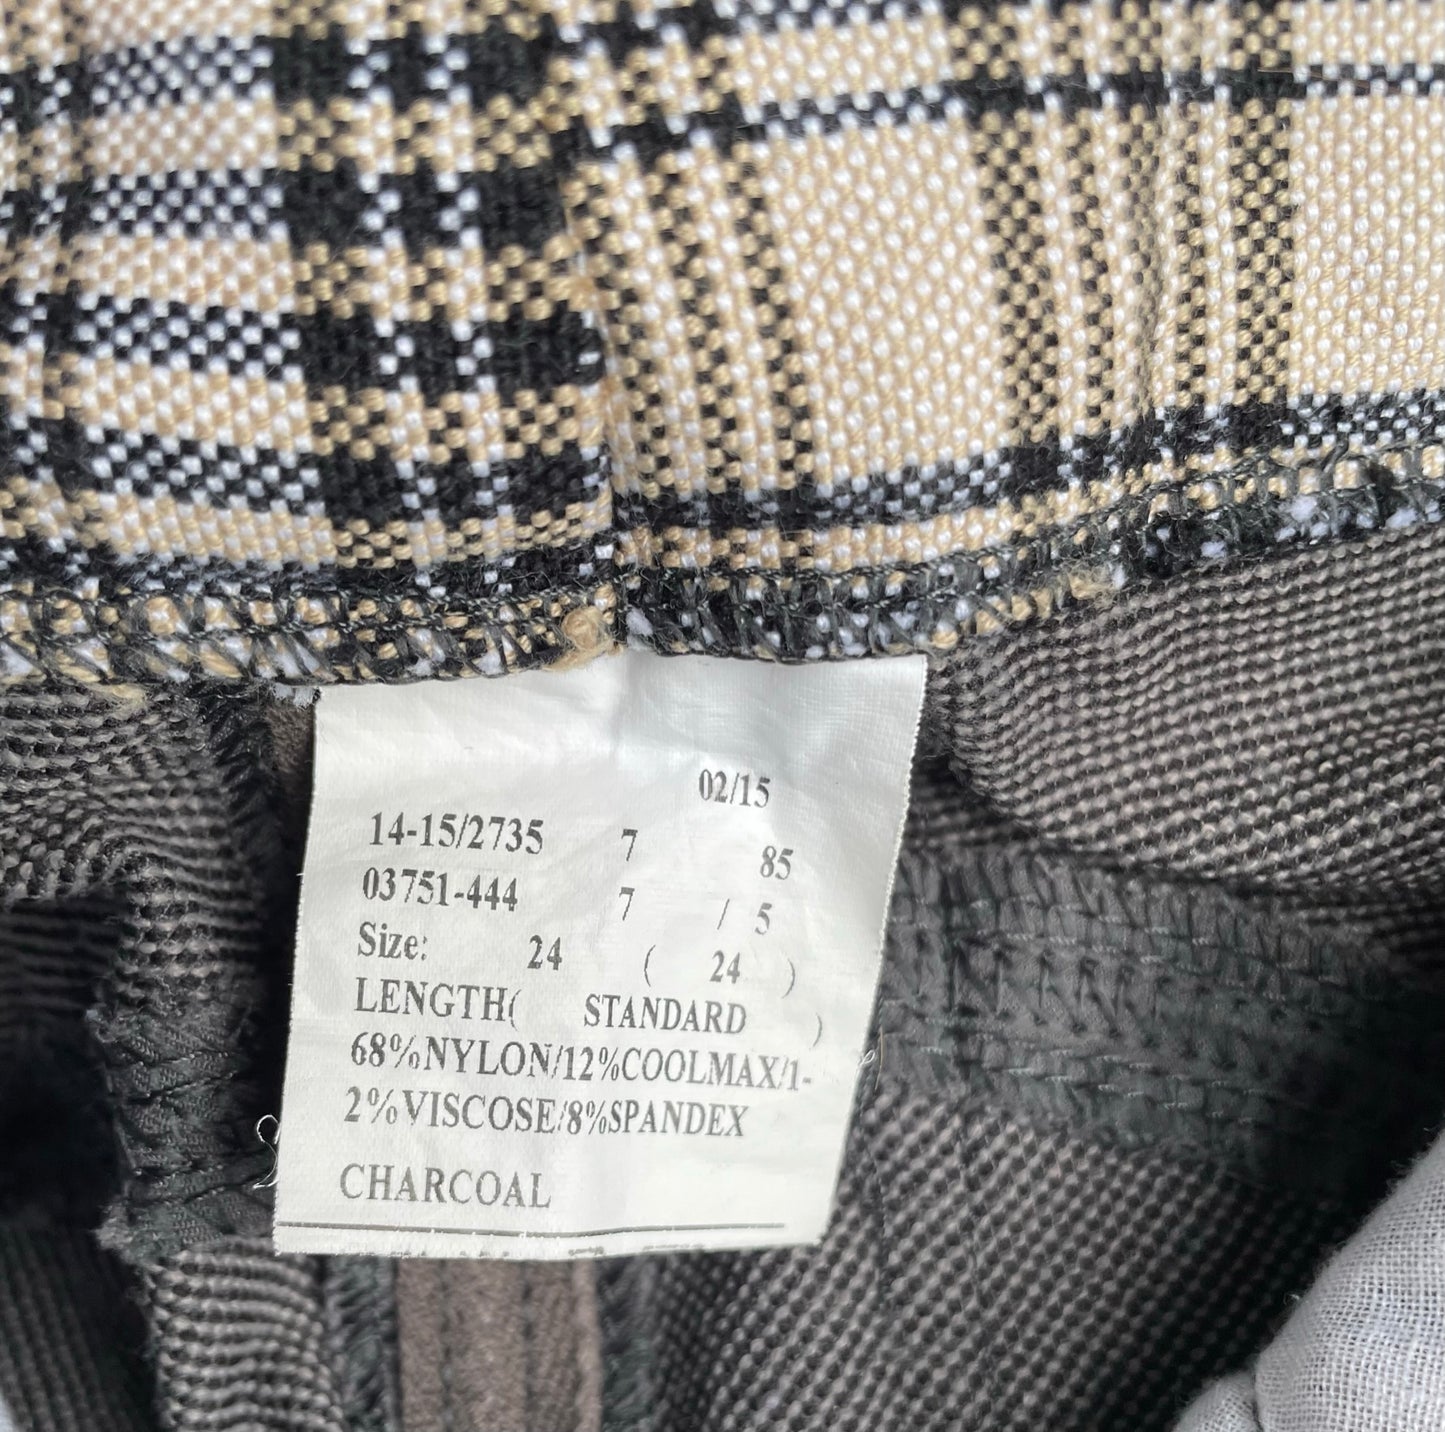 02/15
14-15/2735 7 85
03751-444 7 / 5
Size: 24 ( 24 )
LENGTH( STANDARD )
68%NYLON/12%COOLMAX/1-
2%VISCOSE/8%SPANDEX
CHARCOAL